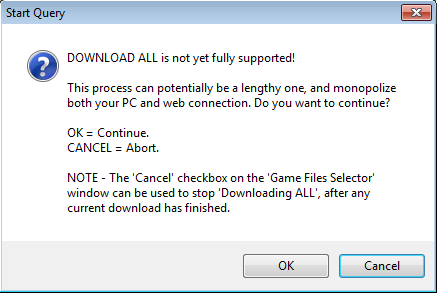 Start Query
DOWNLOAD ALL is not yet fully supported!
This process can potentially be a lengthy one, and monopolize
both your PC and web connection. Do you want to continue?
OK = Continue.
CANCEL = Abort.
NOTE - The 'Cancel' checkbox on the 'Game Files Selector'
window can be used to stop 'Downloading ALL', after any
current download has finished.
OK
Cancel